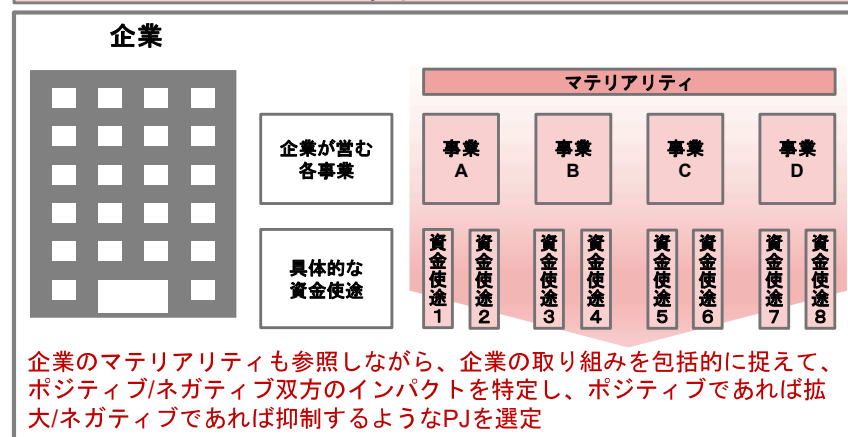 企業
マテリアリティ
企業が営む
各事業
事業
A
事業
B
事業
C
事業
D
具体的な
資金使途
資金使途1
資金使途2
資金使途3
資金使途4
資金使途5
資金使途6
資金使途7
資金使途8
企業のマテリアリティも参照しながら、企業の取り組みを包括的に捉えて、
ポジティブ/ネガティブ双方のインパクトを特定し、ポジティブであれば拡
大/ネガティブであれば抑制するようなPJを選定